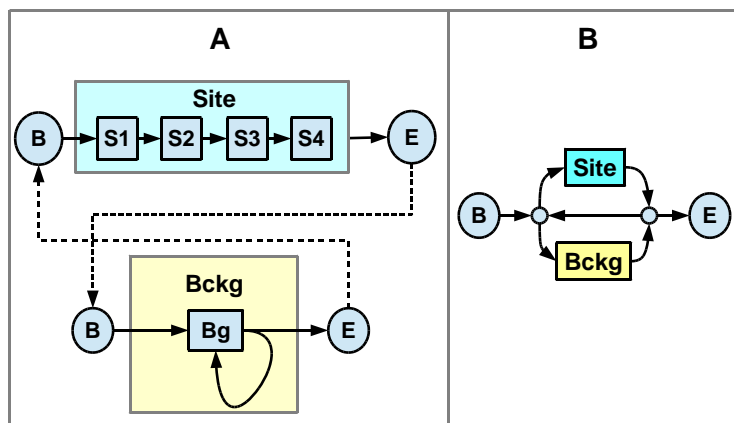 A
Site
B S1 S2 S3 S4 E
Bckg
B Bg E
B
Site
B E
Bckg